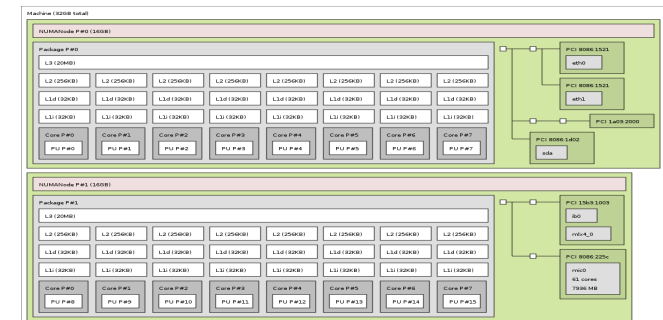 Machine (32GB total)
NUMANode P#0 (16GB)
Package P#0
L3 (20MB)
L2 (256KB) L2 (256KB) L2 (256KB) L2 (256KB) L2 (256KB) L2 (256KB) L2 (256KB) L2 (256KB)
L1d (32KB) L1d (32KB) L1d (32KB) L1d (32KB) L1d (32KB) L1d (32KB) L1d (32KB) L1d (32KB)
L1i (32KB) L1i (32KB) L1i (32KB) L1i (32KB) L1i (32KB) L1i (32KB) L1i (32KB) L1i (32KB)
Core P#0 Core P#1 Core P#2 Core P#3 Core P#4 Core P#5 Core P#6 Core P#7
PU P#0 PU P#1 PU P#2 PU P#3 PU P#4 PU P#5 PU P#6 PU P#7
PCI 8086:1521
eth0
PCI 8086:1521
eth1
PCI 1a03:2000
PCI 8086:1d02
sda
NUMANode P#1 (16GB)
Package P#1
L3 (20MB)
L2 (256KB) L2 (256KB) L2 (256KB) L2 (256KB) L2 (256KB) L2 (256KB) L2 (256KB) L2 (256KB)
L1d (32KB) L1d (32KB) L1d (32KB) L1d (32KB) L1d (32KB) L1d (32KB) L1d (32KB) L1d (32KB)
L1i (32KB) L1i (32KB) L1i (32KB) L1i (32KB) L1i (32KB) L1i (32KB) L1i (32KB) L1i (32KB)
Core P#0 Core P#1 Core P#2 Core P#3 Core P#4 Core P#5 Core P#6 Core P#7
PU P#8 PU P#9 PU P#10 PU P#11 PU P#12 PU P#13 PU P#14 PU P#15
PCI 15b3:1003
ib0
mlx4_0
PCI 8086:225c
mic0
61 cores
7936 MB